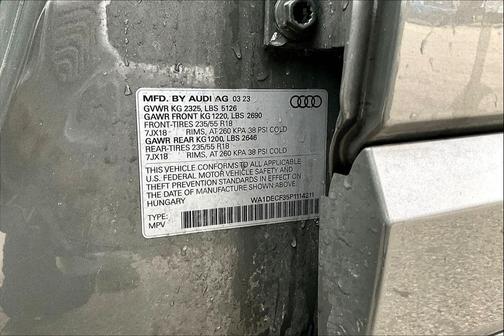 MFD. BY AUDI AG 03 23
GVWR KG 2325, LBS 5126
GAWR FRONT KG 1220, LBS 2690
FRONT-TIRES 235/55 R18
7JX18 RIMS, AT 260 KPA 38 PSI COLD
GAWR REAR KG 1200, LBS 2646
REAR-TIRES 235/55 R18
7JX18 RIMS, AT 260 KPA 38 PSI COLD
THIS VEHICLE CONFORMS TO ALL APPLICABLE
U.S. FEDERAL MOTOR VEHICLE SAFETY AND
THEFT PREVENTION STANDARDS IN EFFECT ON
THE DATE OF MANUFACTURE SHOWN ABOVE.
HUNGARY WA1DECF35P1114211
TYPE:
MPV